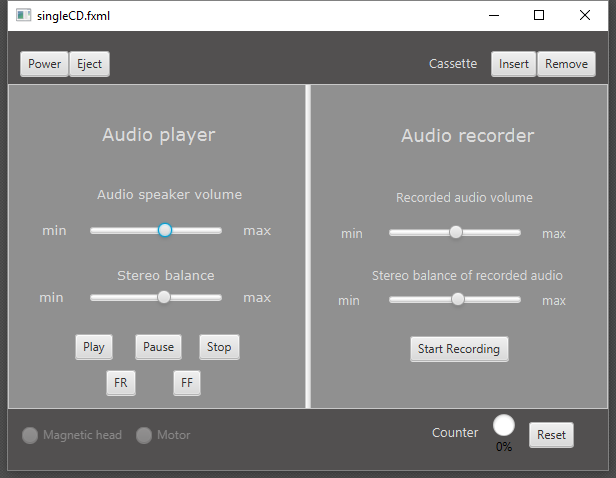 singleCD.fxml
Power Eject Cassette Insert Remove
Audio player
Audio speaker volume
min max
Stereo balance
min max
Play Pause Stop
FR FF
Audio recorder
Recorded audio volume
min max
Stereo balance of recorded audio
min max
Start Recording
Magnetic head Motor Counter Reset
0%